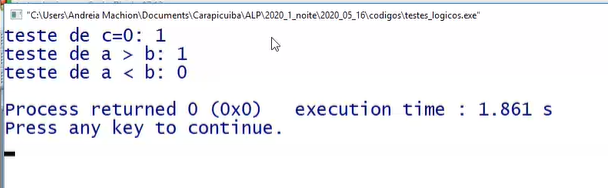 "C:\Users\Andreia Machion\Documents\Carapicuiba\ALP\2020_1_noite\2020_05_16\codigos\testes_logicos.exe"
teste de c=0: 1
teste de a > b: 1
teste de a < b: 0
Process returned 0 (0x0)   execution time : 1.861 s
Press any key to continue.